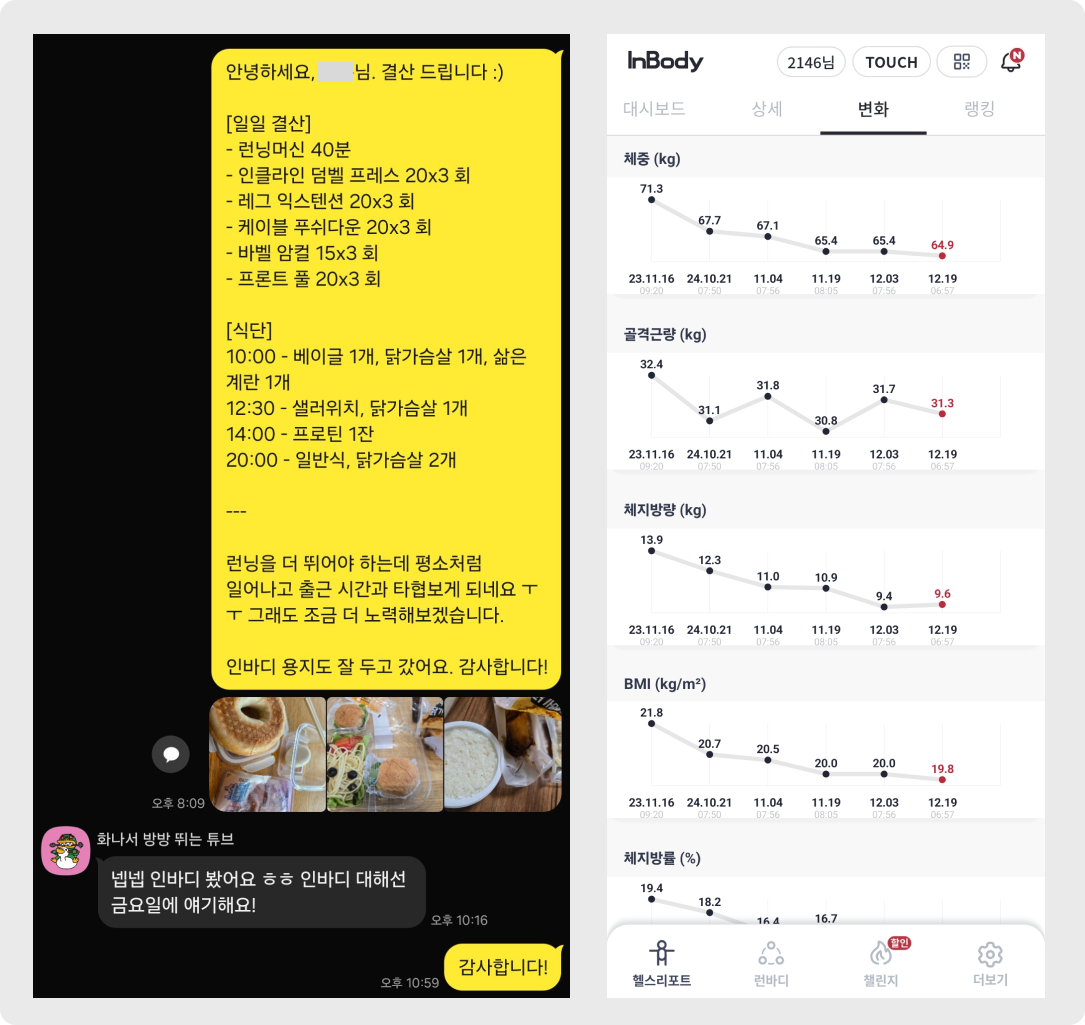 안녕하세요, 님. 결산 드립니다 :)
[일일 결산]
- 런닝머신 40분
- 인클라인 덤벨 프레스 20x3 회
- 레그 익스텐션 20x3 회
- 케이블 푸쉬다운 20x3 회
- 바벨 암컬 15x3 회
- 프론트 풀 20x3 회
[식단]
10:00 - 베이글 1개, 닭가슴살 1개, 삶은
계란 1개
12:30 - 샐러위치, 닭가슴살 1개
14:00 - 프로틴 1잔
20:00 - 일반식, 닭가슴살 2개
---
런닝을 더 뛰어야 하는데 평소처럼
일어나고 출근 시간과 타협보게 되네요 ㅜ
ㅜ 그래도 조금 더 노력해보겠습니다.
인바디 용지도 잘 두고 갔어요. 감사합니다!
오후 8:09
화나서 방방 뛰는 튜브
넵넵 인바디 봤어요 ㅎㅎ 인바디 대해선
금요일에 얘기해요!
오후 10:16
감사합니다!
오후 10:59
InBody
2146님
TOUCH
N
대시보드 상세 변화 랭킹
체중 (kg)
71.3 67.7 67.1 65.4 65.4 64.9
23.11.16 24.10.21 11.04 11.19 12.03 12.19
09:20 07:50 07:56 08:05 07:56 06:57
골격근량 (kg)
32.4 31.1 31.8 30.8 31.7 31.3
23.11.16 24.10.21 11.04 11.19 12.03 12.19
09:20 07:50 07:56 08:05 07:56 06:57
체지방량 (kg)
13.9 12.3 11.0 10.9 9.4 9.6
23.11.16 24.10.21 11.04 11.19 12.03 12.19
09:20 07:50 07:56 08:05 07:56 06:57
BMI (kg/m²)
21.8 20.7 20.5 20.0 20.0 19.8
23.11.16 24.10.21 11.04 11.19 12.03 12.19
09:20 07:50 07:56 08:05 07:56 06:57
체지방률 (%)
19.4 18.2 16.4 16.7
할인
헬스리포트 런바디 챌린지 더보기